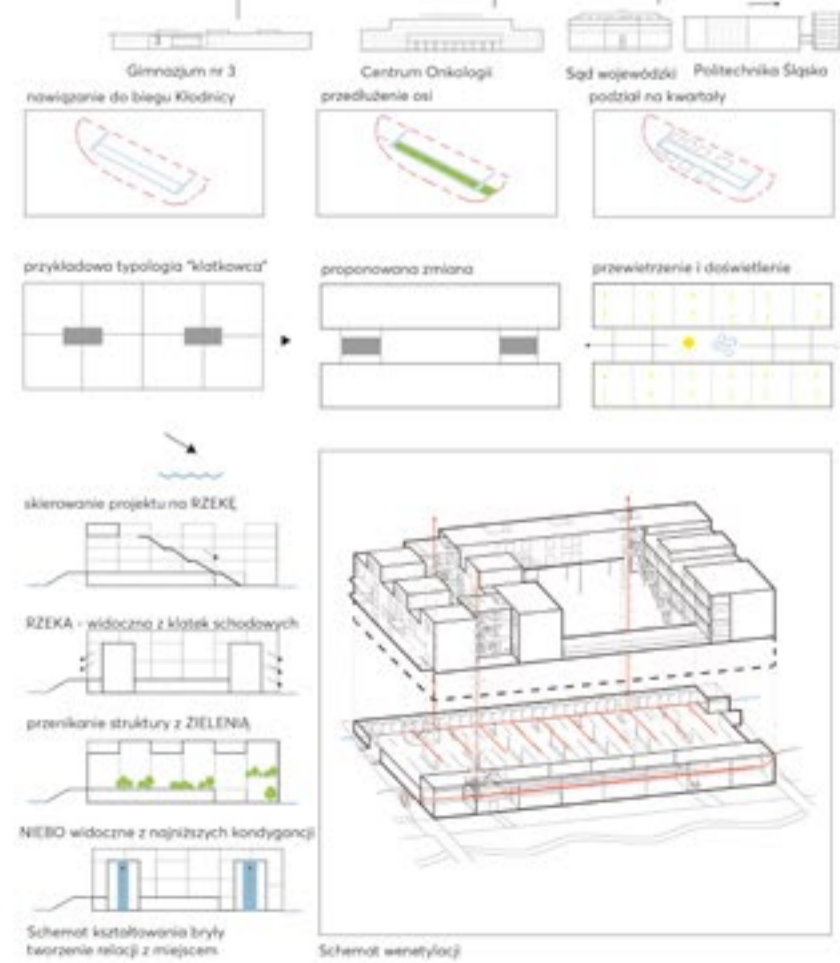 Gimnazjum nr 3
Centrum Onkologii
Sąd wojewódzki
Politechnika Śląska
nawiązanie do biegu Kłodnicy
przedłużenie osi
podział na kwartały
przykładowa typologia "klatkowca"
proponowana zmiana
przewietrzenie i doświetlenie
skierowanie projektu na RZEKĘ
RZEKA - widoczna z klatek schodowych
przenikanie struktury z ZIELENIĄ
NIEBO widoczne z najniższych kondygancji
Schemat kształtowania bryły
tworzenie relacji z miejscem
Schemat wenetylacji